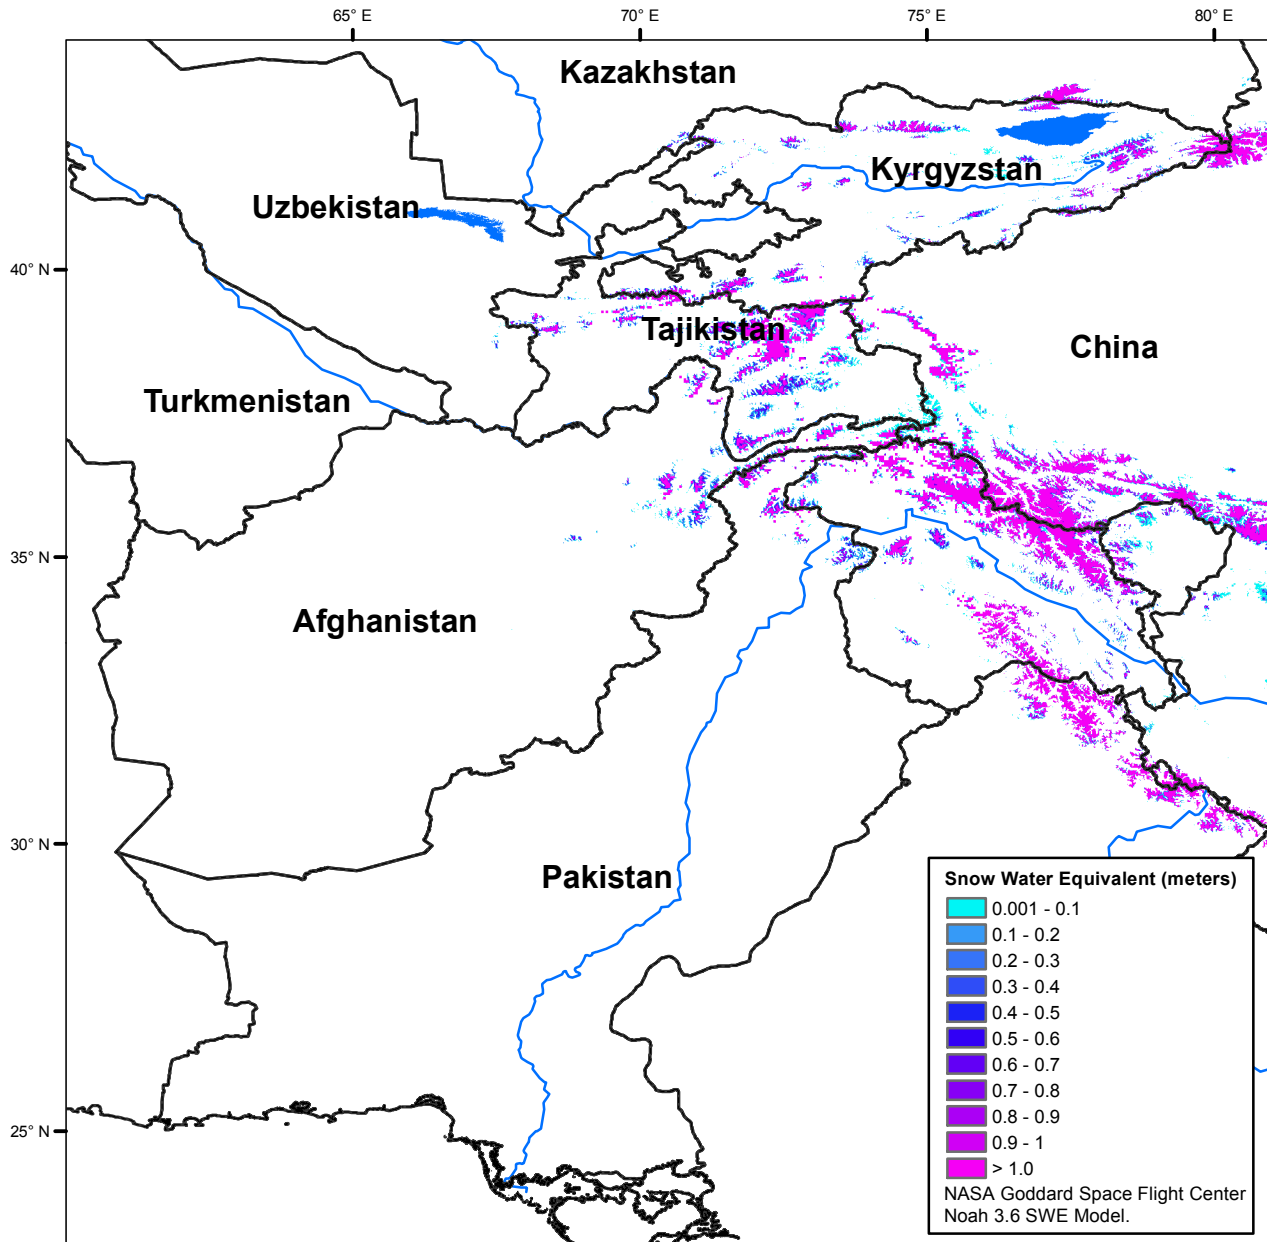 65° E
70° E
75° E
80° E
Kazakhstan
Kyrgyzstan
Uzbekistan
40° N
Tajikistan
China
Turkmenistan
35° N
Afghanistan
30° N
Pakistan
25° N
Snow Water Equivalent (meters)
0.001 - 0.1
0.1 - 0.2
0.2 - 0.3
0.3 - 0.4
0.4 - 0.5
0.5 - 0.6
0.6 - 0.7
0.7 - 0.8
0.8 - 0.9
0.9 - 1
> 1.0
NASA Goddard Space Flight Center
Noah 3.6 SWE Model.